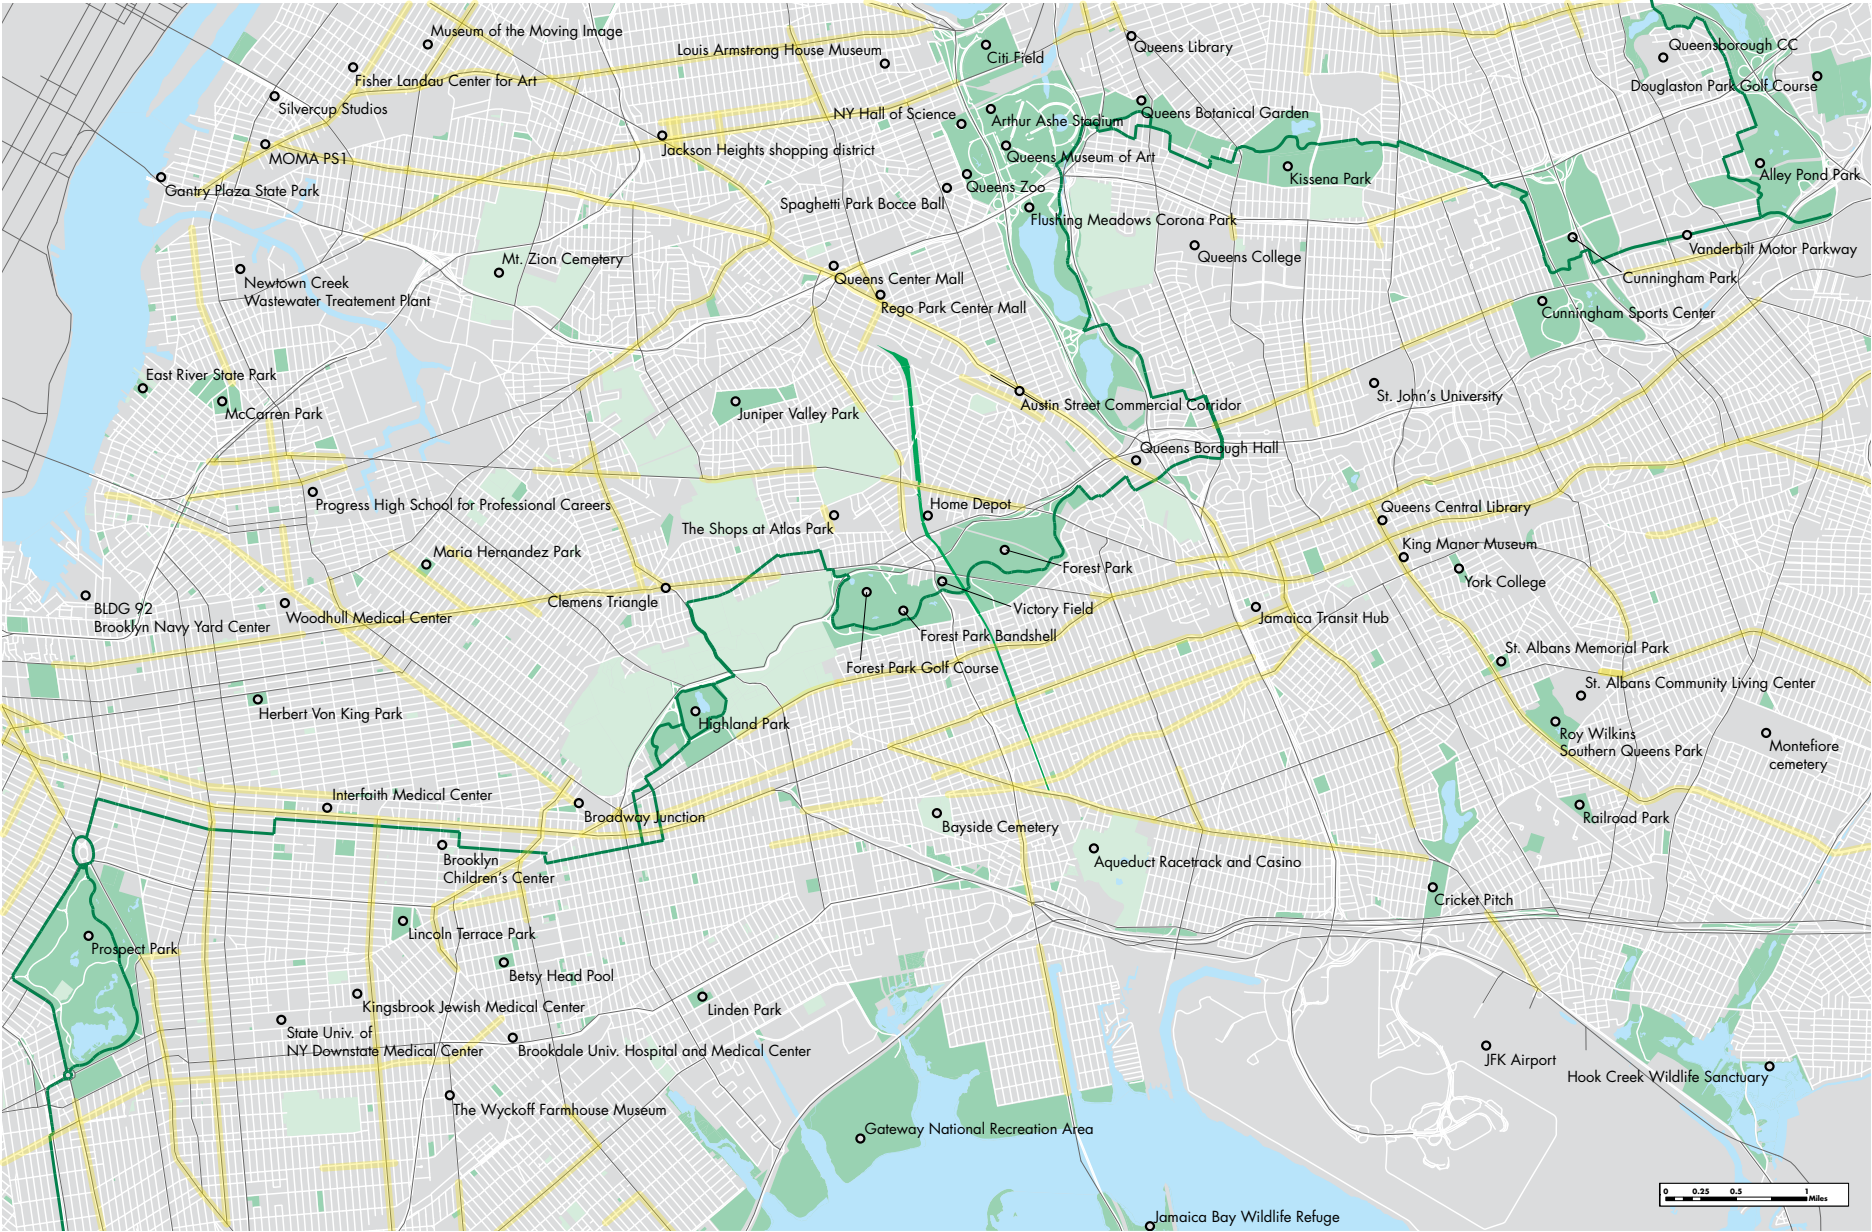 Museum of the Moving Image
Louis Armstrong House Museum
Citi Field
Queens Library
Queensborough CC
Fisher Landau Center for Art
Douglaston Park Golf Course
Silvercup Studios
NY Hall of Science
Arthur Ashe Stadium
Queens Botanical Garden
MOMA PS1
Jackson Heights shopping district
Queens Museum of Art
Gantry Plaza State Park
Queens Zoo
Kissena Park
Alley Pond Park
Spaghetti Park Bocce Ball
Flushing Meadows Corona Park
Mt. Zion Cemetery
Queens College
Vanderbilt Motor Parkway
Newtown Creek
Wastewater Treatement Plant
Queens Center Mall
Cunningham Park
Rego Park Center Mall
Cunningham Sports Center
East River State Park
McCarren Park
Juniper Valley Park
Austin Street Commercial Corridor
St. John's University
Queens Borough Hall
Progress High School for Professional Careers
Home Depot
Queens Central Library
The Shops at Atlas Park
Maria Hernandez Park
King Manor Museum
Forest Park
York College
Clemens Triangle
Victory Field
BLDG 92
Brooklyn Navy Yard Center
Woodhull Medical Center
Jamaica Transit Hub
Forest Park Bandshell
St. Albans Memorial Park
Forest Park Golf Course
St. Albans Community Living Center
Herbert Von King Park
Highland Park
Roy Wilkins
Southern Queens Park
Montefiore
cemetery
Interfaith Medical Center
Broadway Junction
Bayside Cemetery
Railroad Park
Brooklyn
Children's Center
Aqueduct Racetrack and Casino
Cricket Pitch
Lincoln Terrace Park
Prospect Park
Betsy Head Pool
Kingsbrook Jewish Medical Center
Linden Park
State Univ. of
NY Downstate Medical Center
Brookdale Univ. Hospital and Medical Center
JFK Airport
Hook Creek Wildlife Sanctuary
The Wyckoff Farmhouse Museum
Gateway National Recreation Area
0 0.25 0.5 1
Miles
Jamaica Bay Wildlife Refuge